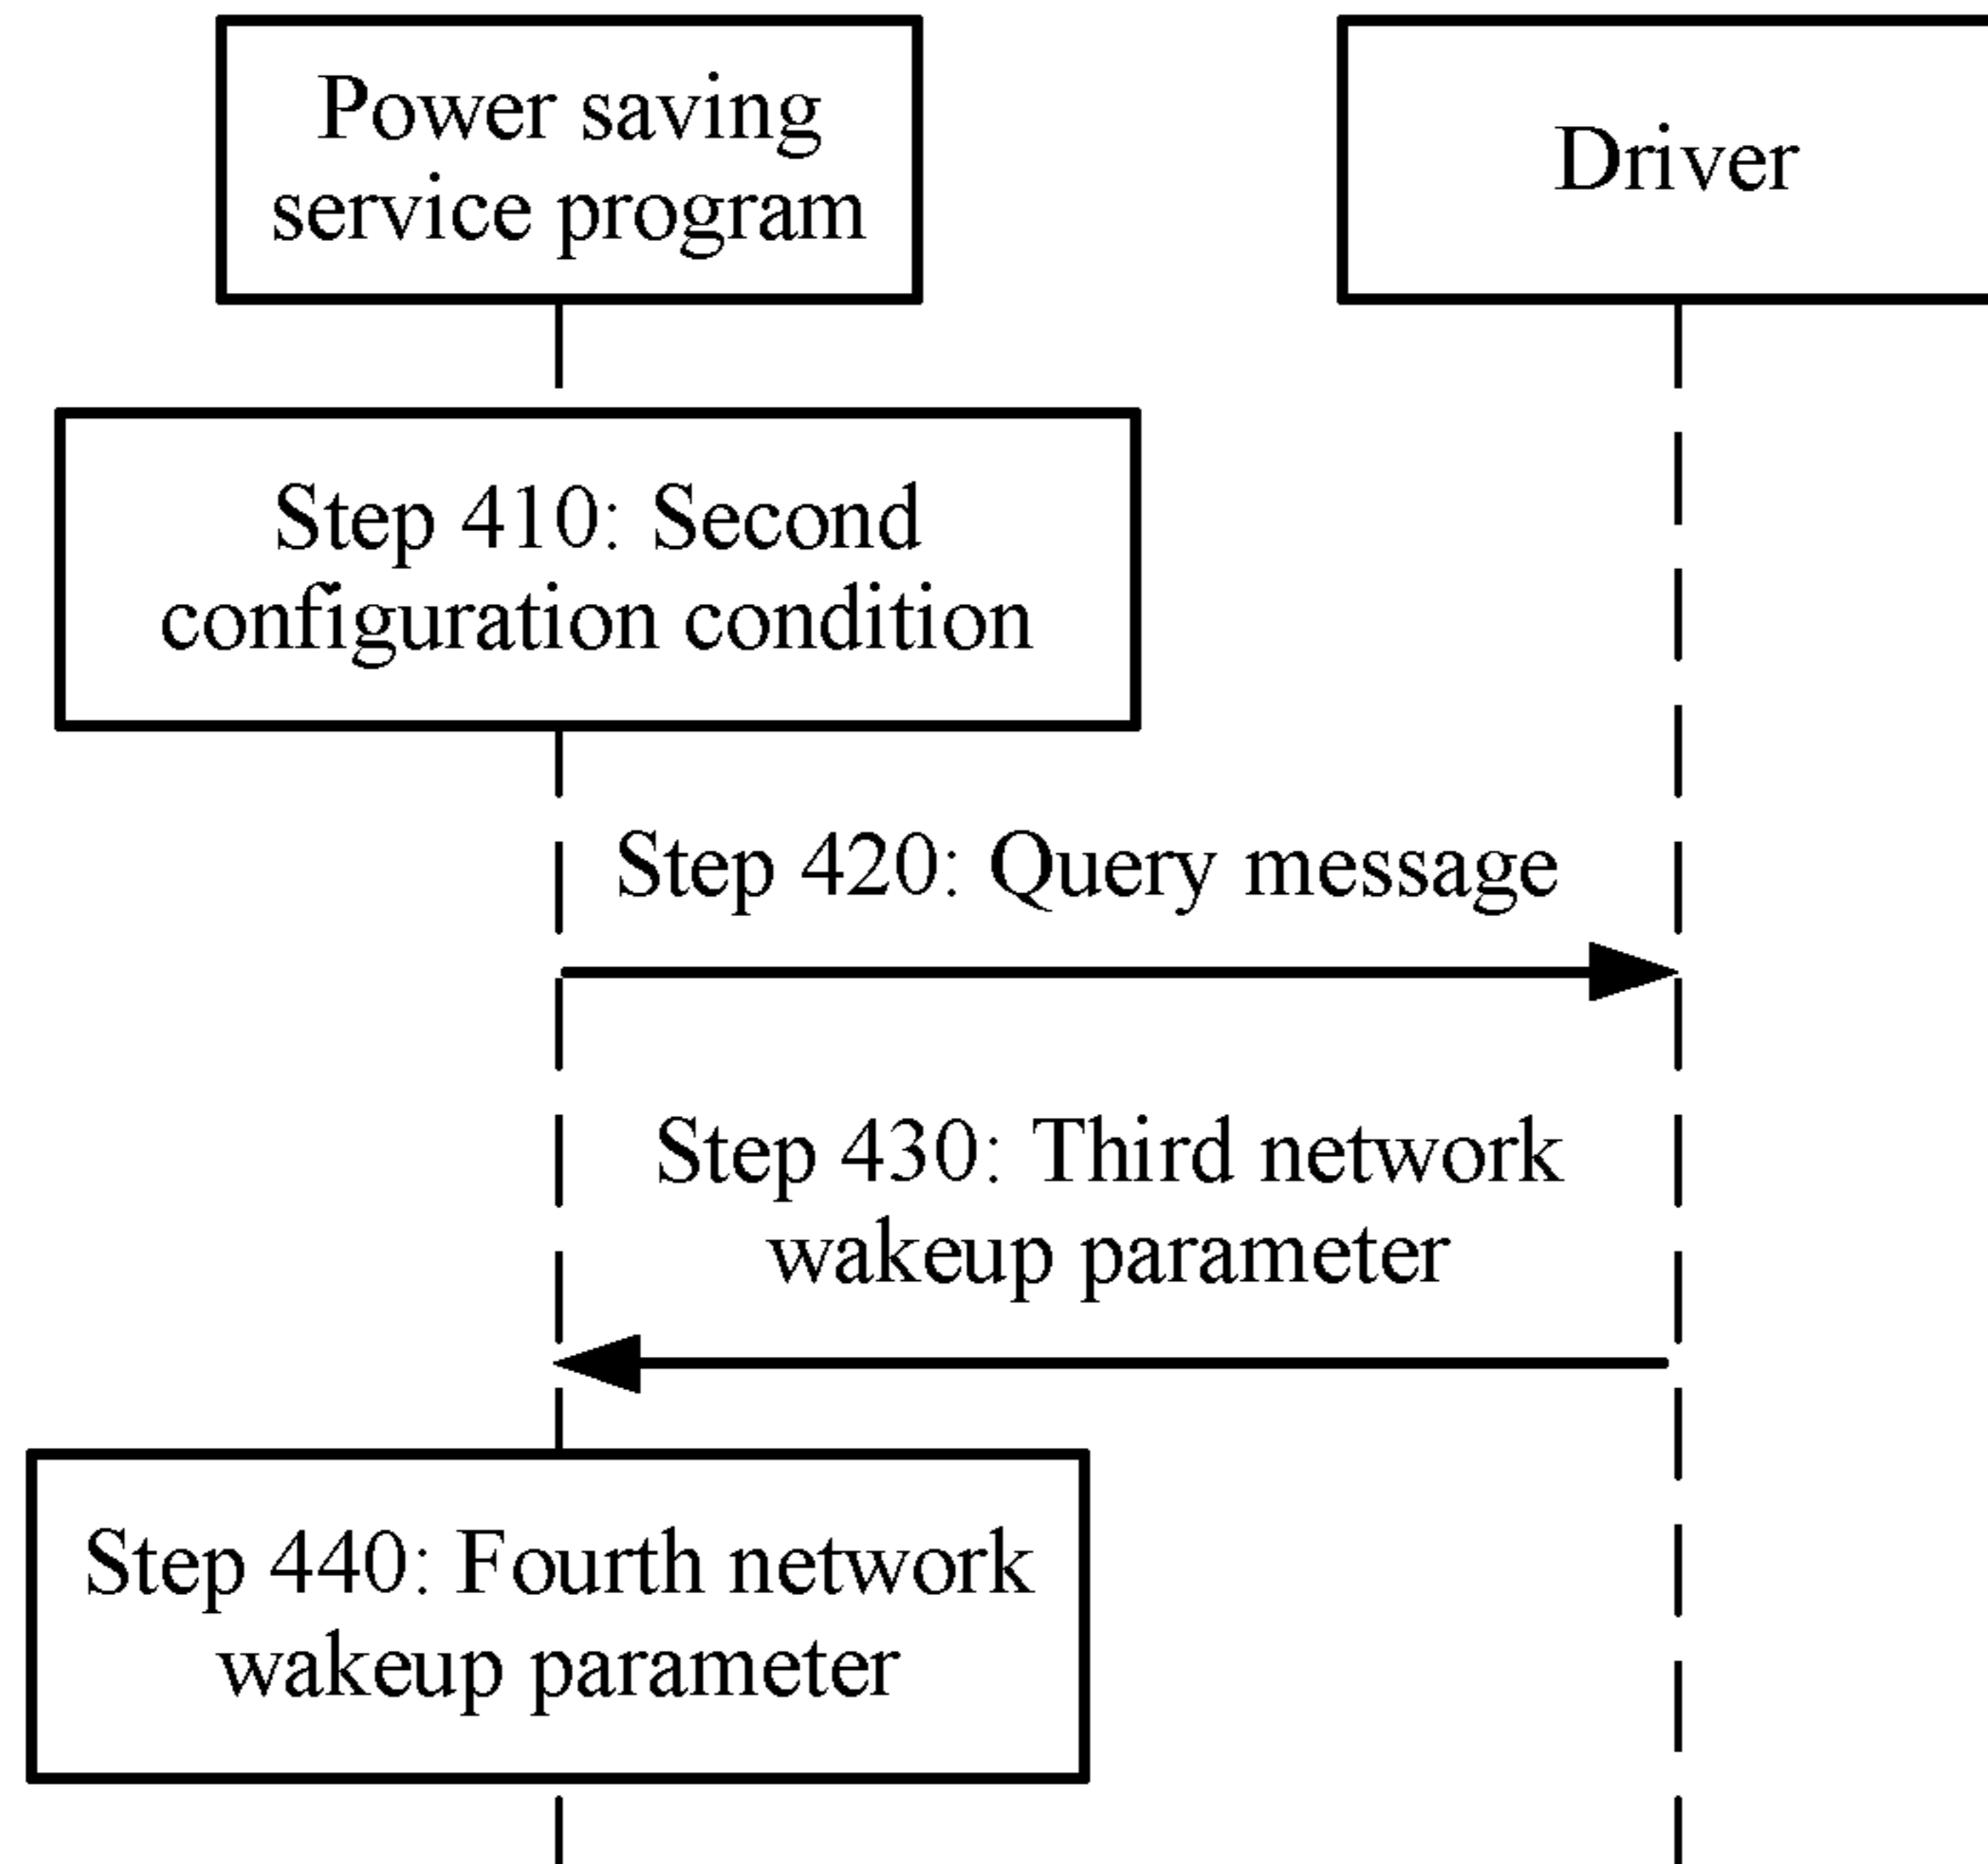 Power saving
service program
Driver
Step 410: Second
configuration condition
Step 420: Query message
Step 430: Third network
wakeup parameter
Step 440: Fourth network
wakeup parameter